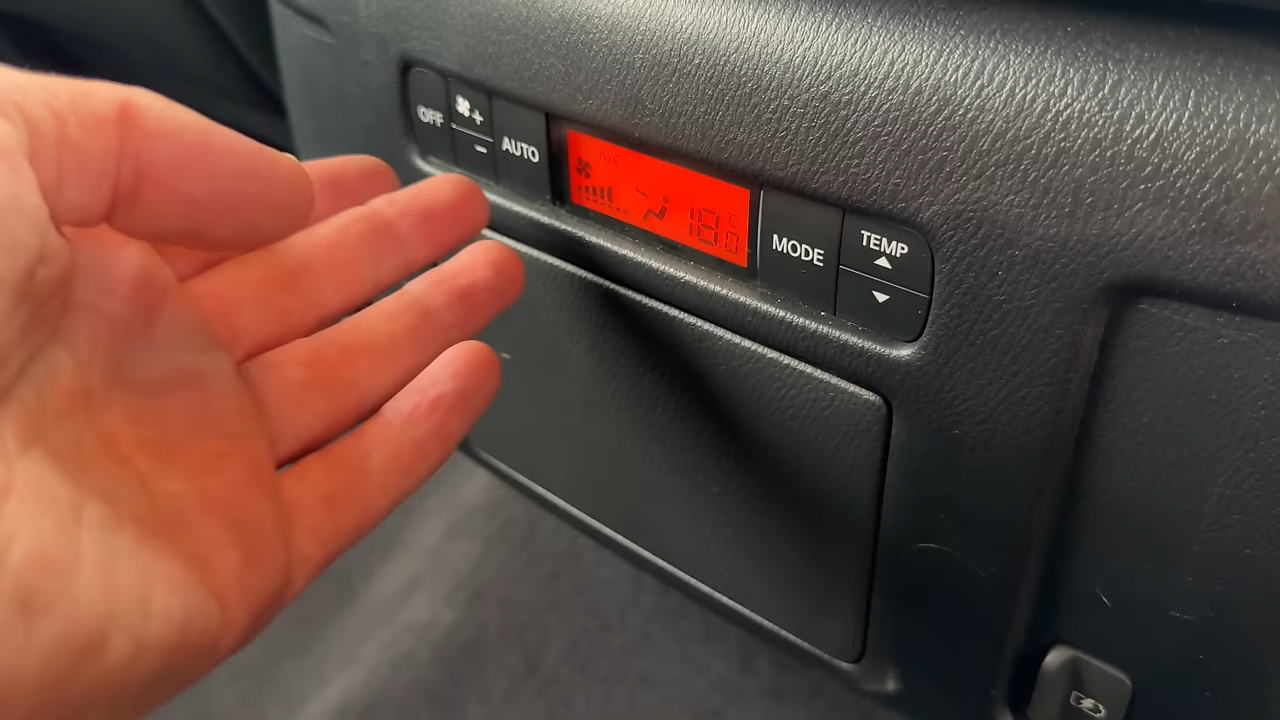 OFF
+
-
AUTO
A/C
18.0 C
MODE
TEMP